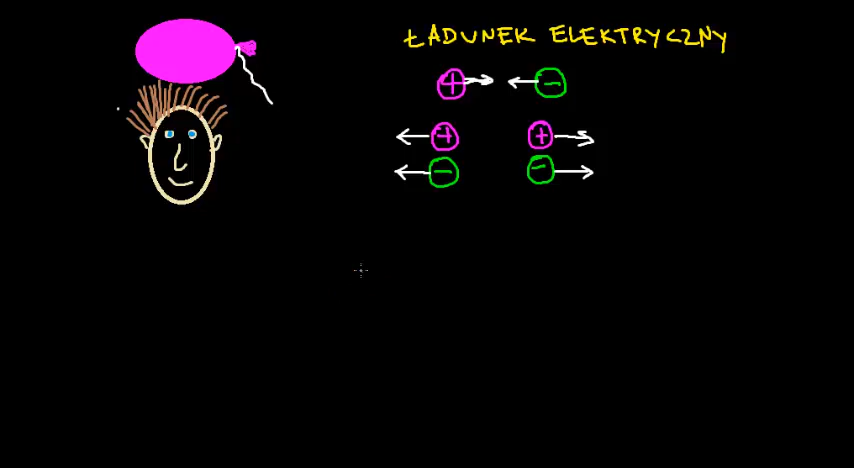 ŁADUNEK ELEKTRYCZNY
+ -
+ +
- -